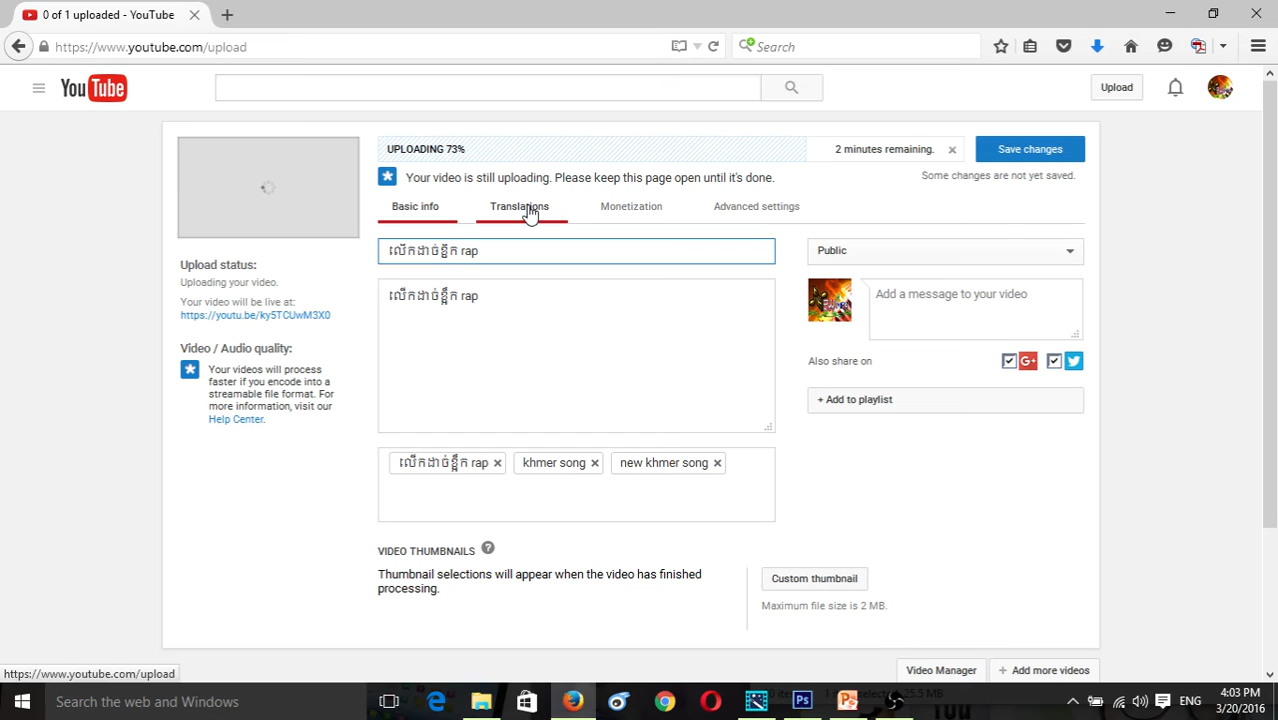 0 of 1 uploaded - YouTube
https://www.youtube.com/upload
Search
YouTube
Upload
UPLOADING 73%
2 minutes remaining.
Save changes
Your video is still uploading. Please keep this page open until it's done.
Some changes are not yet saved.
Basic info
Translations
Monetization
Advanced settings
លើកដាច់ខ្អឹក rap
Public
លើកដាច់ខ្អឹក rap
Add a message to your video
Upload status:
Uploading your video.
Your video will be live at:
https://youtu.be/ky5TCUwM3X0
Video / Audio quality:
Your videos will process
faster if you encode into a
streamable file format. For
more information, visit our
Help Center.
Also share on
+ Add to playlist
លើកដាច់ខ្អឹក rap
khmer song
new khmer song
VIDEO THUMBNAILS
Thumbnail selections will appear when the video has finished
processing.
Custom thumbnail
Maximum file size is 2 MB.
Video Manager
+ Add more videos
https://www.youtube.com/upload
Search the web and Windows
ENG
4:03 PM
3/20/2016